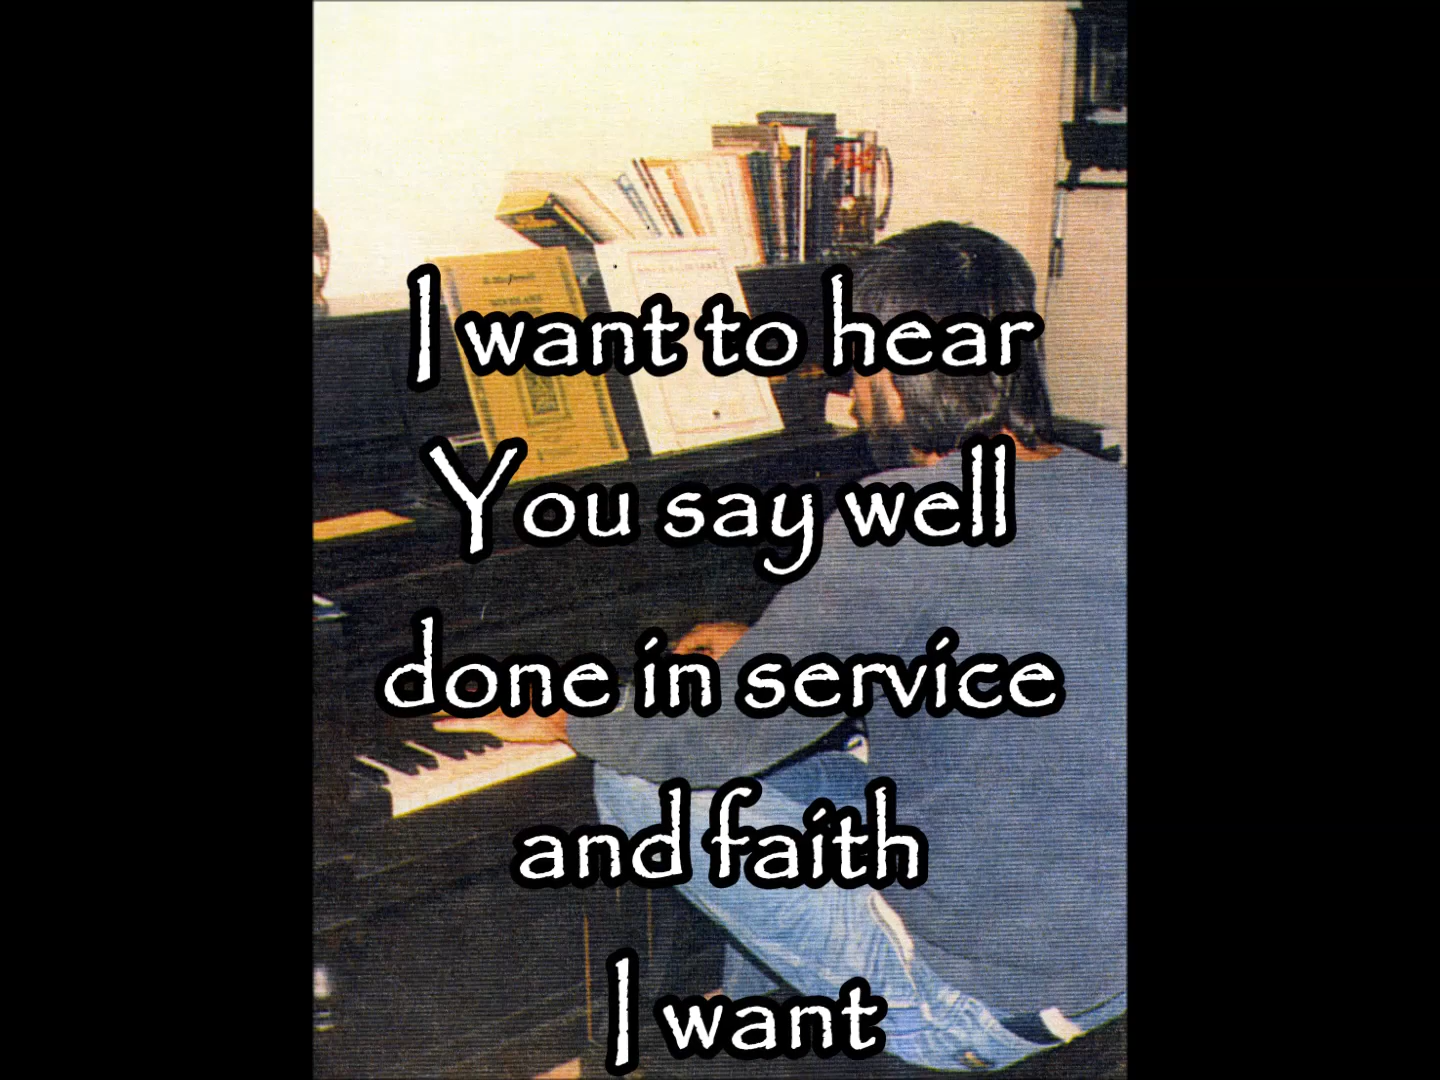 I want to hear
You say well
done in service
and faith
I want